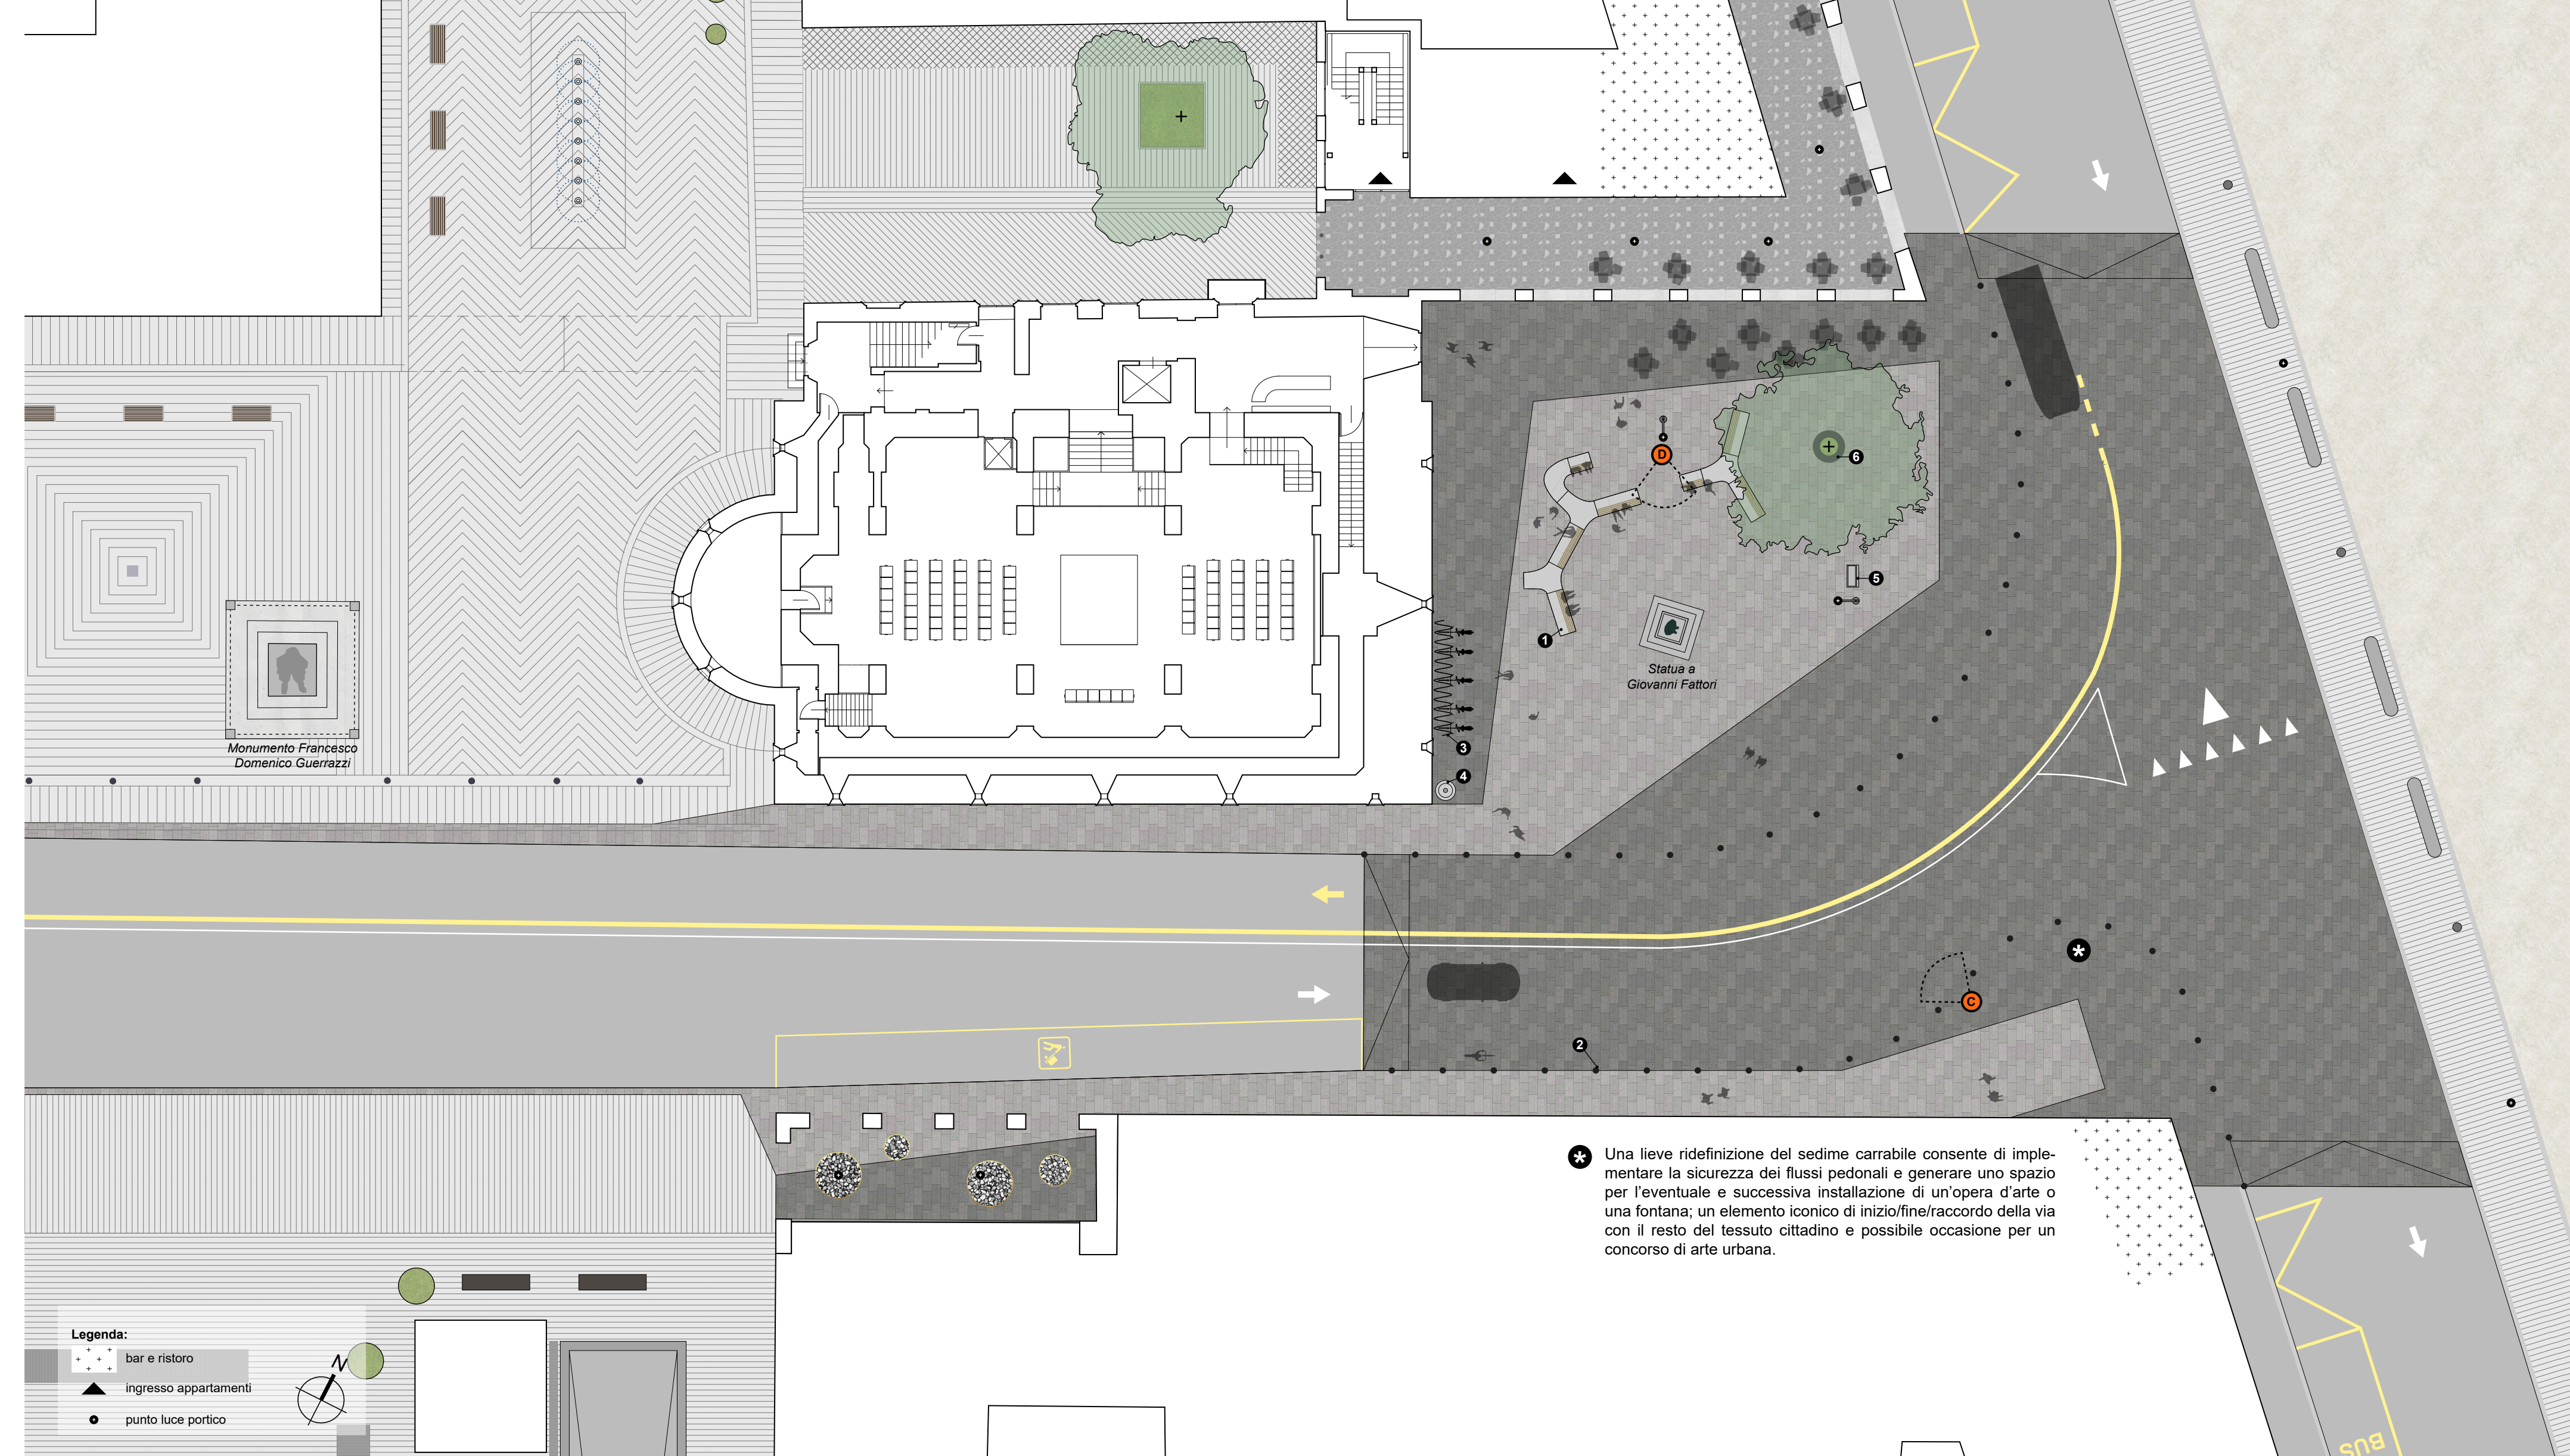 D
6
5
1
Statua a
Giovanni Fattori
Monumento Francesco
Domenico Guerrazzi
3
4
*
C
2
* Una lieve ridefinizione del sedime carrabile consente di imple-
mentare la sicurezza dei flussi pedonali e generare uno spazio
per l'eventuale e successiva installazione di un'opera d'arte o
una fontana; un elemento iconico di inizio/fine/raccordo della via
con il resto del tessuto cittadino e possibile occasione per un
concorso di arte urbana.
Legenda:
bar e ristoro
N
ingresso appartamenti
punto luce portico
BUS